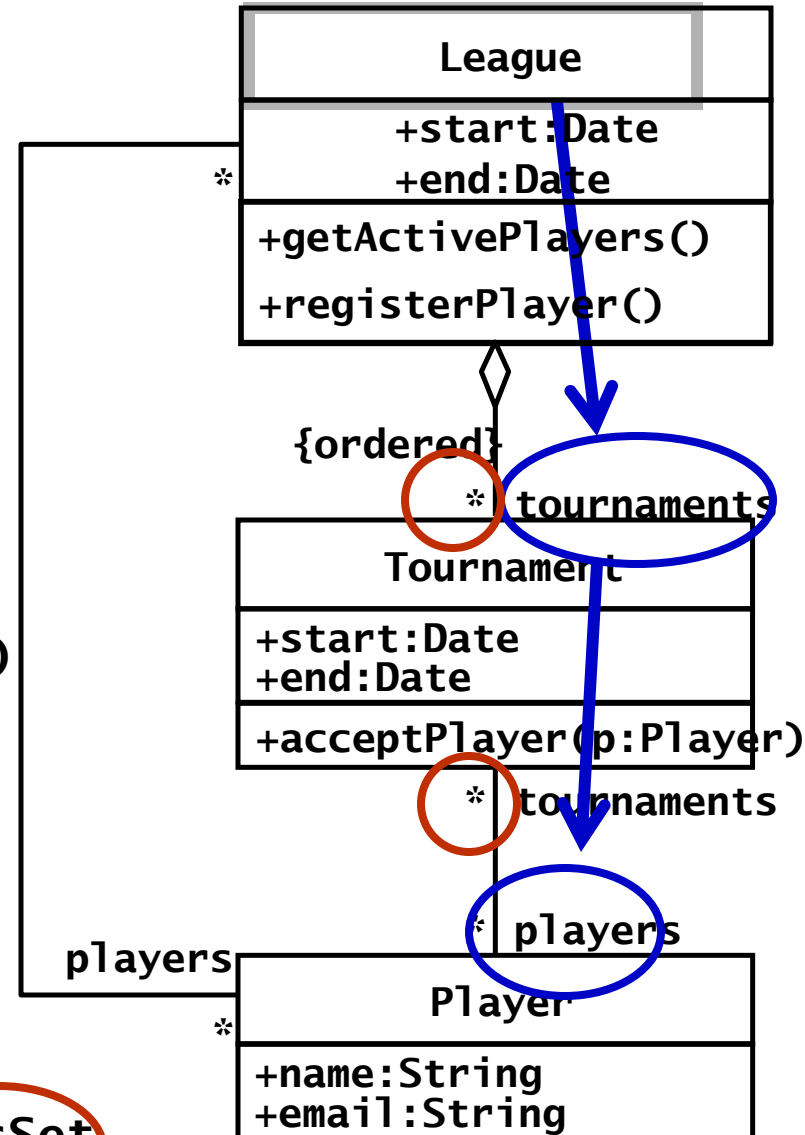 League
+start:Date
* +end:Date
+getActivePlayers()
+registerPlayer()
{ordered}
* tournaments
Tournament
+start:Date
)
+end:Date
+acceptPlayer(p:Player)
* tournaments
* players
players
Player
*
+name:String
+email:String